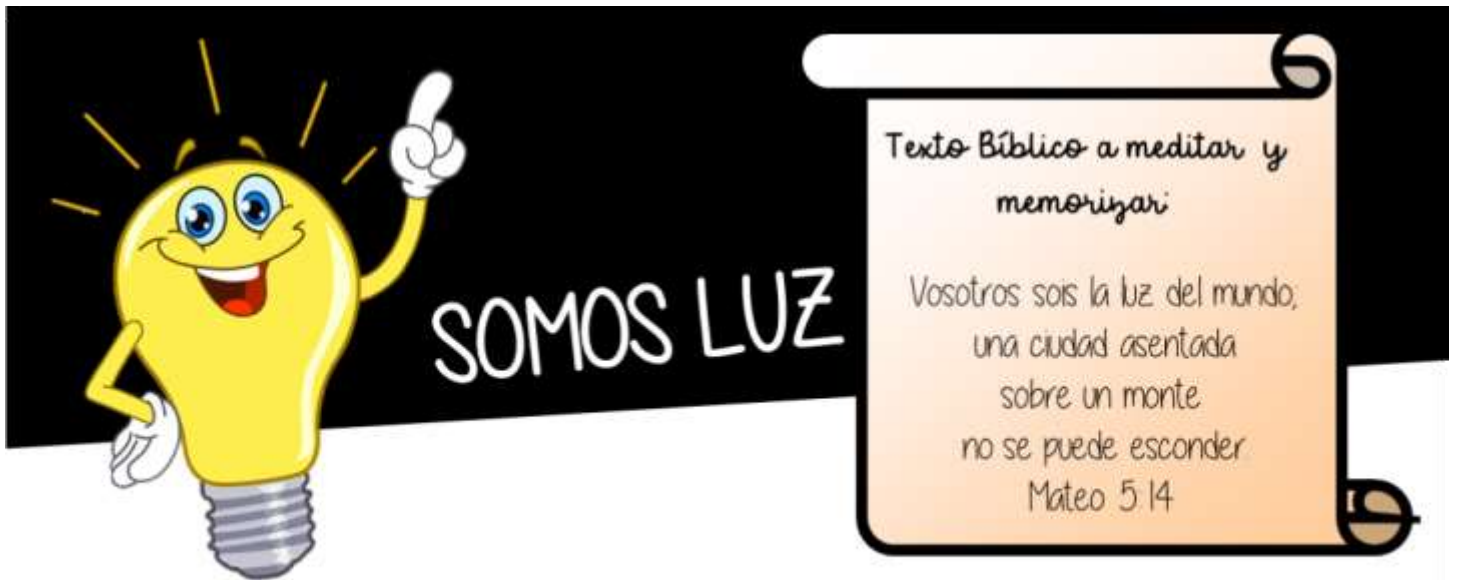 SOMOS LUZ
Texto Bíblico a meditar y
memorizar:
Vosotros sois la luz del mundo;
una ciudad asentada
sobre un monte
no se puede esconder.
Mateo 5:14